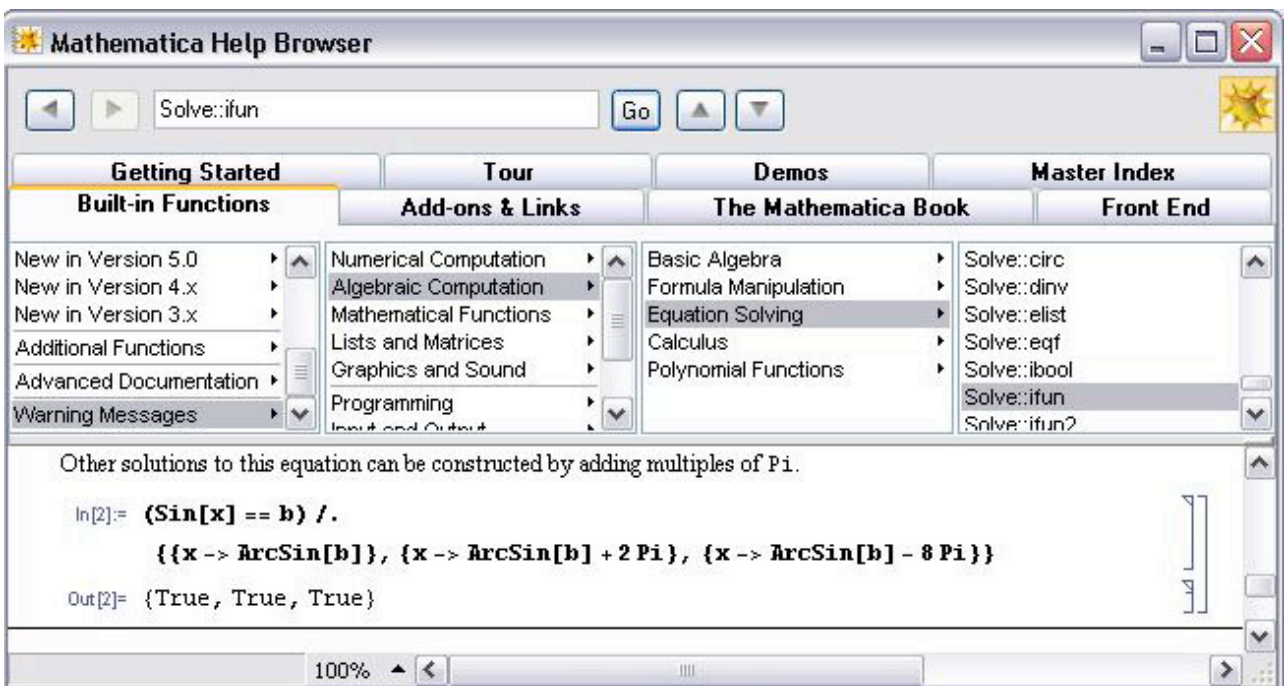 Mathematica Help Browser
Solve::ifun
Go
Getting Started
Tour
Demos
Master Index
Built-in Functions
Add-ons & Links
The Mathematica Book
Front End
New in Version 5.0
New in Version 4.x
New in Version 3.x
Additional Functions
Advanced Documentation
Warning Messages
Numerical Computation
Algebraic Computation
Mathematical Functions
Lists and Matrices
Graphics and Sound
Programming
Input and Output
Basic Algebra
Formula Manipulation
Equation Solving
Calculus
Polynomial Functions
Solve::circ
Solve::dinv
Solve::elist
Solve::eqf
Solve::ibool
Solve::ifun
Solve::ifun2
Other solutions to this equation can be constructed by adding multiples of Pi.
In[2]:= (Sin[x] == b) /.
{{x -> ArcSin[b]}, {x -> ArcSin[b] + 2 Pi}, {x -> ArcSin[b] - 8 Pi}}
Out[2]= {True, True, True}
100%